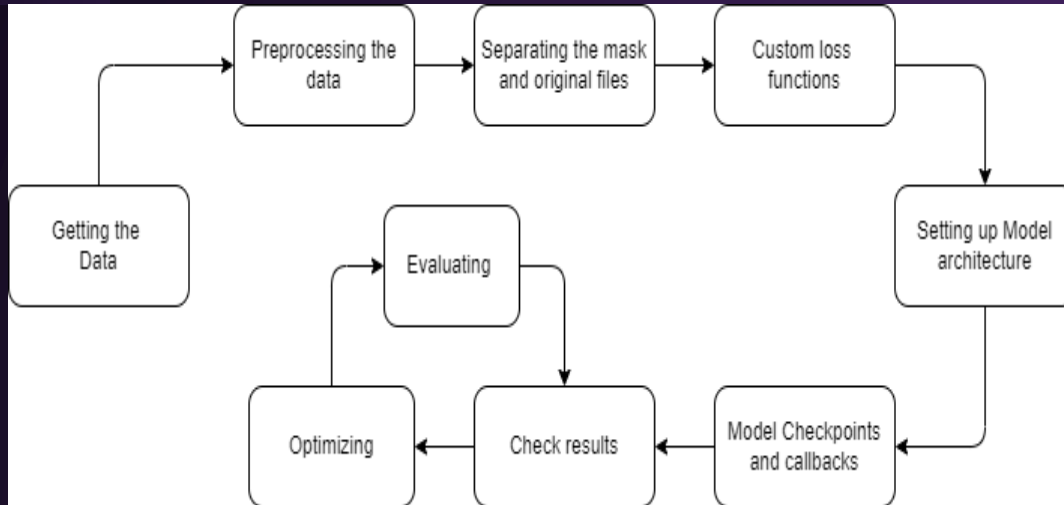 Preprocessing the
data
Separating the mask
and original files
Custom loss
functions
Getting the
Data
Setting up Model
architecture
Evaluating
Optimizing
Check results
Model Checkpoints
and callbacks